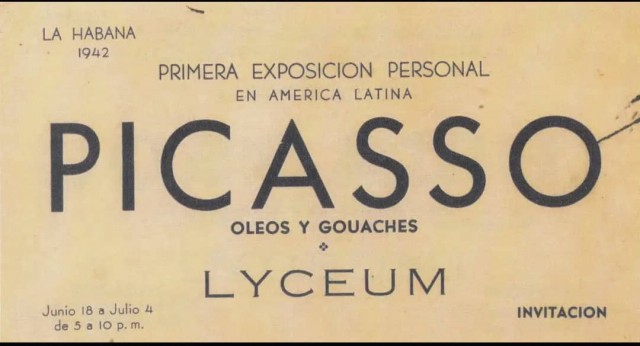 LA HABANA
1942
PRIMERA EXPOSICION PERSONAL
EN AMERICA LATINA
PICASSO
OLEOS Y GOUACHES
LYCEUM
Junio 18 a Julio 4
de 5 a 10 p. m.
INVITACION